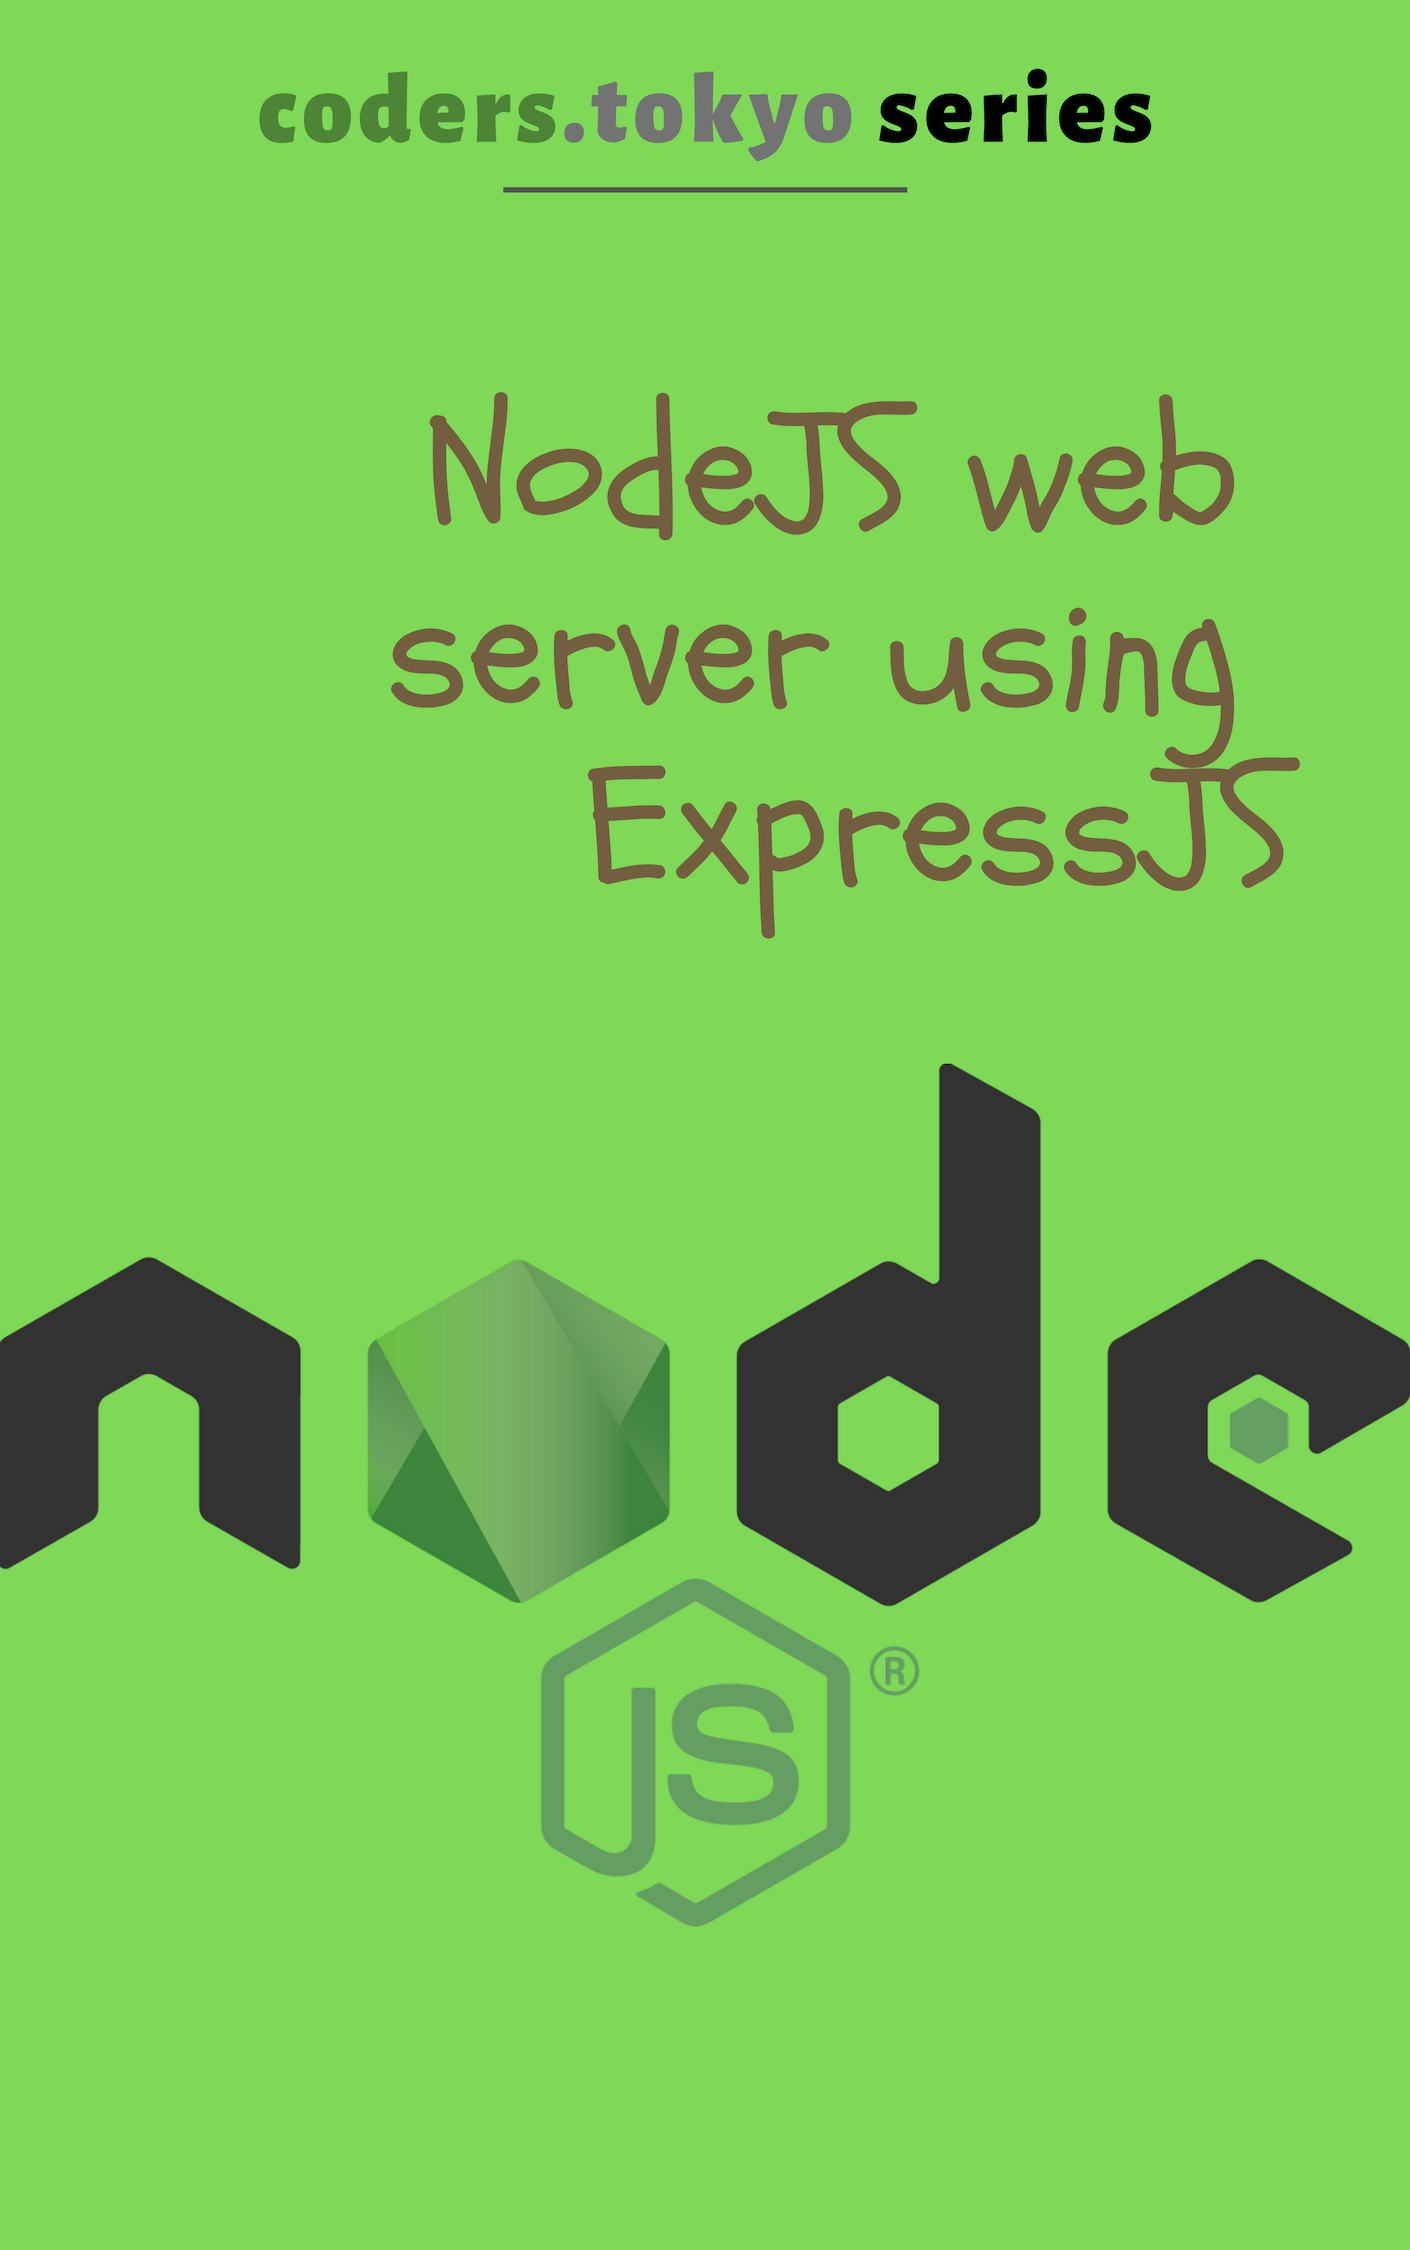 coders.tokyo series
NodeJS web
server using
ExpressJS
node
JS ®